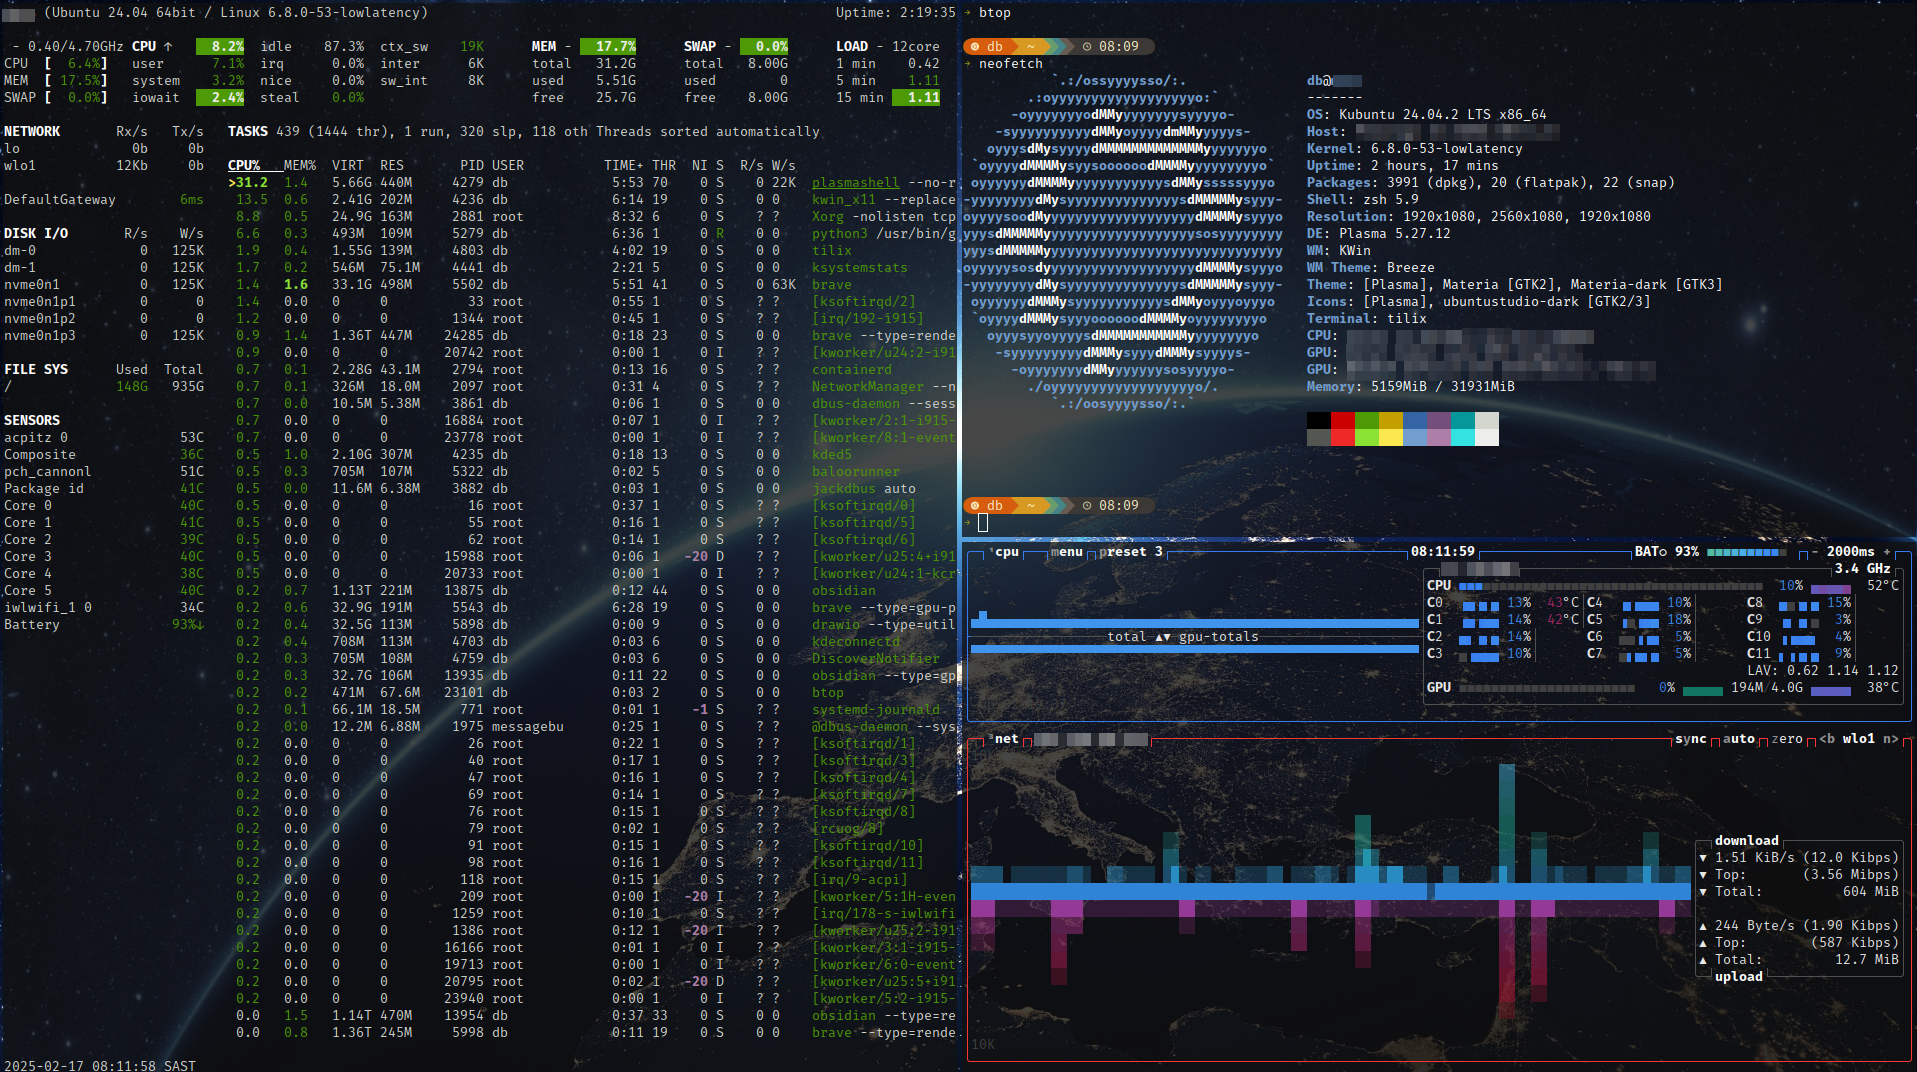 (Ubuntu 24.04 64bit / Linux 6.8.0-53-lowlatency) Uptime: 2:19:35
- 0.40/4.70GHz CPU ↑ 8.2% idle 87.3% ctx_sw 19K MEM - 17.7% SWAP - 0.0% LOAD - 12core
CPU [ 6.4%] user 7.1% irq 0.0% inter 6K total 31.2G total 8.00G 1 min 0.42
MEM [ 17.5%] system 3.2% nice 0.0% sw_int 8K used 5.51G used 0 5 min 1.11
SWAP [ 0.0%] iowait 2.4% steal 0.0% free 25.7G free 8.00G 15 min 1.11
NETWORK Rx/s Tx/s
lo 0b 0b
wlo1 12Kb 0b
DefaultGateway 6ms
DISK I/O R/s W/s
dm-0 0 125K
dm-1 0 125K
nvme0n1 0 125K
nvme0n1p1 0 0
nvme0n1p2 0 0
nvme0n1p3 0 125K
FILE SYS Used Total
/ 148G 935G
SENSORS
acpitz 0 53C
Composite 36C
pch_cannonl 51C
Package id 41C
Core 0 40C
Core 1 41C
Core 2 39C
Core 3 40C
Core 4 38C
Core 5 40C
iwlwifi_1 0 34C
Battery 93%↓
TASKS 439 (1444 thr), 1 run, 320 slp, 118 oth Threads sorted automatically
CPU% MEM% VIRT RES PID USER TIME+ THR NI S R/s W/s
>31.2 1.4 5.66G 440M 4279 db 5:53 70 0 S 0 22K plasmashell --no-r
13.5 0.6 2.41G 202M 4236 db 6:14 19 0 S 0 0 kwin_x11 --replace
8.8 0.5 24.9G 163M 2881 root 8:32 6 0 S ? ? Xorg -nolisten tcp
6.6 0.3 493M 109M 5279 db 6:36 1 0 R 0 0 python3 /usr/bin/g
1.9 0.4 1.55G 139M 4803 db 4:02 19 0 S 0 0 tilix
1.7 0.2 546M 75.1M 4441 db 2:21 5 0 S 0 0 ksystemstats
1.4 1.6 33.1G 498M 5502 db 5:51 41 0 S 0 63K brave
1.4 0.0 0 0 33 root 0:55 1 0 S ? ? [ksoftirqd/2]
1.2 0.0 0 0 1344 root 0:45 1 0 S ? ? [irq/192-i915]
0.9 1.4 1.36T 447M 24285 db 0:18 23 0 S 0 0 brave --type=rende
0.9 0.0 0 0 20742 root 0:00 1 0 I ? ? [kworker/u24:2-i91
0.7 0.1 2.28G 43.1M 2794 root 0:13 16 0 S ? ? containerd
0.7 0.1 326M 18.0M 2097 root 0:31 4 0 S ? ? NetworkManager --n
0.7 0.0 10.5M 5.38M 3861 db 0:06 1 0 S 0 0 dbus-daemon --sess
0.7 0.0 0 0 16884 root 0:07 1 0 I ? ? [kworker/2:1-i915-
0.7 0.0 0 0 23778 root 0:00 1 0 I ? ? [kworker/8:1-event
0.5 1.0 2.10G 307M 4235 db 0:18 13 0 S 0 0 kded5
0.5 0.3 705M 107M 5322 db 0:02 5 0 S 0 0 baloorunner
0.5 0.0 11.6M 6.38M 3882 db 0:03 1 0 S 0 0 jackdbus auto
0.5 0.0 0 0 16 root 0:37 1 0 S ? ? [ksoftirqd/0]
0.5 0.0 0 0 55 root 0:16 1 0 S ? ? [ksoftirqd/5]
0.5 0.0 0 0 62 root 0:14 1 0 S ? ? [ksoftirqd/6]
0.5 0.0 0 0 15988 root 0:06 1 -20 D ? ? [kworker/u25:4+i91
0.5 0.0 0 0 20733 root 0:00 1 0 I ? ? [kworker/u24:1-kcr
0.2 0.7 1.13T 221M 13875 db 0:12 44 0 S 0 0 obsidian
0.2 0.6 32.9G 191M 5543 db 6:28 19 0 S 0 0 brave --type=gpu-p
0.2 0.4 32.5G 113M 5898 db 0:00 9 0 S 0 0 drawio --type=util
0.2 0.4 708M 113M 4703 db 0:03 6 0 S 0 0 kdeconnectd
0.2 0.3 705M 108M 4759 db 0:03 6 0 S 0 0 DiscoverNotifier
0.2 0.3 32.7G 106M 13935 db 0:11 22 0 S 0 0 obsidian --type=gp
0.2 0.2 471M 67.6M 23101 db 0:03 2 0 S 0 0 btop
0.2 0.1 66.1M 18.5M 771 root 0:01 1 -1 S ? ? systemd-journald
0.2 0.0 12.2M 6.88M 1975 messagebu 0:25 1 0 S ? ? @dbus-daemon --sys
0.2 0.0 0 0 26 root 0:22 1 0 S ? ? [ksoftirqd/1]
0.2 0.0 0 0 40 root 0:17 1 0 S ? ? [ksoftirqd/3]
0.2 0.0 0 0 47 root 0:16 1 0 S ? ? [ksoftirqd/4]
0.2 0.0 0 0 69 root 0:14 1 0 S ? ? [ksoftirqd/7]
0.2 0.0 0 0 76 root 0:15 1 0 S ? ? [ksoftirqd/8]
0.2 0.0 0 0 79 root 0:02 1 0 S ? ? [rcuog/8]
0.2 0.0 0 0 91 root 0:15 1 0 S ? ? [ksoftirqd/10]
0.2 0.0 0 0 98 root 0:16 1 0 S ? ? [ksoftirqd/11]
0.2 0.0 0 0 118 root 0:15 1 0 S ? ? [irq/9-acpi]
0.2 0.0 0 0 209 root 0:00 1 -20 I ? ? [kworker/5:1H-even
0.2 0.0 0 0 1259 root 0:10 1 0 S ? ? [irq/178-s-iwlwifi
0.2 0.0 0 0 1386 root 0:12 1 -20 I ? ? [kworker/u25:2-i91
0.2 0.0 0 0 16166 root 0:01 1 0 I ? ? [kworker/3:1-i915-
0.2 0.0 0 0 19713 root 0:00 1 0 I ? ? [kworker/6:0-event
0.2 0.0 0 0 20795 root 0:02 1 -20 D ? ? [kworker/u25:5+i91
0.2 0.0 0 0 23940 root 0:00 1 0 I ? ? [kworker/5:2-i915-
0.0 1.5 1.14T 470M 13954 db 0:37 33 0 S 0 0 obsidian --type=re
0.0 0.8 1.36T 245M 5998 db 0:11 19 0 S 0 0 brave --type=rende
2025-02-17 08:11:58 SAST
btop
db ~ 08:09
neofetch
`.:/ossyyyysso/:.
.:oyyyyyyyyyyyyyyyyyyo:`
-oyyyyyyyodMMyyyyyyyysyyyyo-
-syyyyyyyyyydMMyoyyyydmMMyyyys-
oyyysdMysyyyydMMMMMMMMMMMMMyyyyyyyo
`oyyyydMMMMysyysoooooodMMMMyyyyyyyyo`
oyyyyyydMMMMyyyyyyyyyyyysdMMysssssyyyo
-yyyyyyyydMysyyyyyyyyyyyyyysdMMMMMysyyy-
oyyyysoodMyyyyyyyyyyyyyyyyyydMMMMysyyyo
yyysdMMMMMyyyyyyyyyyyyyyyyyysosyyyyyyyy
yyysdMMMMMyyyyyyyyyyyyyyyyyyyyyyyyyyyyy
oyyyyysosdyyyyyyyyyyyyyyyyyydMMMMysyyyo
-yyyyyyyydMysyyyyyyyyyyyyyysdMMMMMysyyy-
oyyyyyydMMMysyyyyyyyyyyysdMMyoyyyoyyyo
`oyyyydMMMysyyyoooooodMMMMyoyyyyyyyyo
oyyysyyoyyyysdMMMMMMMMMMMyyyyyyyyo
-syyyyyyyyydMMMysyyydMMMysyyyys-
-oyyyyyyydMMyyyyyyysosyyyyo-
./oyyyyyyyyyyyyyyyyyyo/.
`.:/oosyyyysso/:.`
db@
-------
OS: Kubuntu 24.04.2 LTS x86_64
Host:
Kernel: 6.8.0-53-lowlatency
Uptime: 2 hours, 17 mins
Packages: 3991 (dpkg), 20 (flatpak), 22 (snap)
Shell: zsh 5.9
Resolution: 1920x1080, 2560x1080, 1920x1080
DE: Plasma 5.27.12
WM: KWin
WM Theme: Breeze
Theme: [Plasma], Materia [GTK2], Materia-dark [GTK3]
Icons: [Plasma], ubuntustudio-dark [GTK2/3]
Terminal: tilix
CPU:
GPU:
GPU:
Memory: 5159MiB / 31931MiB
db ~ 08:09
¹cpu menu preset 3 08:11:59 BAT○ 93% - 2000ms +
3.4 GHz
CPU 10% 52°C
C0 13% 43°C C4 10% C8 15%
C1 14% 42°C C5 18% C9 3%
C2 14% C6 5% C10 4%
C3 10% C7 5% C11 9%
total ▲▼ gpu-totals
LAV: 0.62 1.14 1.12
GPU 0% 194M/4.0G 38°C
³net sync auto zero <b wlo1 n>
10K
download
▼ 1.51 KiB/s (12.0 Kibps)
▼ Top: (3.56 Mibps)
▼ Total: 604 MiB
▲ 244 Byte/s (1.90 Kibps)
▲ Top: (587 Kibps)
▲ Total: 12.7 MiB
upload
10K